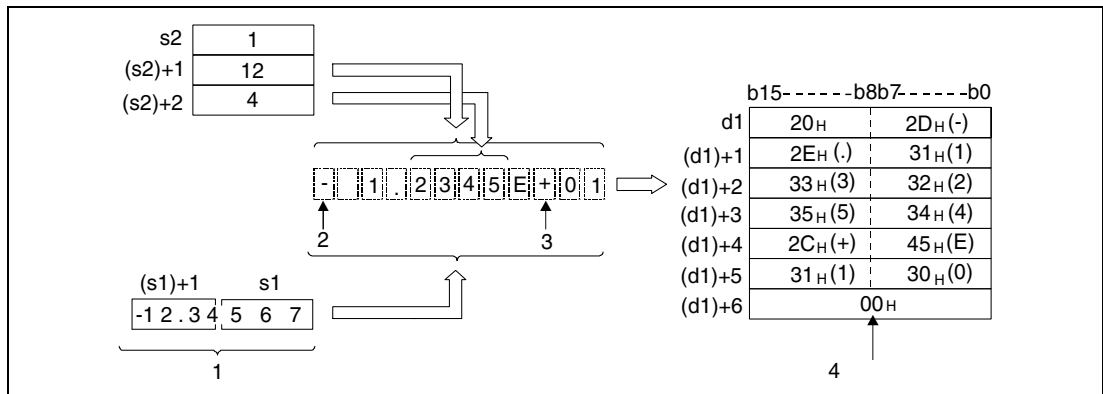 s2 1
(s2)+1 12
(s2)+2 4
- 1 . 2 3 4 5 E + 0 1
2 3
(s1)+1 s1
-1 2 . 3 4 5 6 7
1
b15------b8b7------b0
d1 20H 2DH(-)
(d1)+1 2EH(.) 31H(1)
(d1)+2 33H(3) 32H(2)
(d1)+3 35H(5) 34H(4)
(d1)+4 2CH(+) 45H(E)
(d1)+5 31H(1) 30H(0)
(d1)+6 00H
4